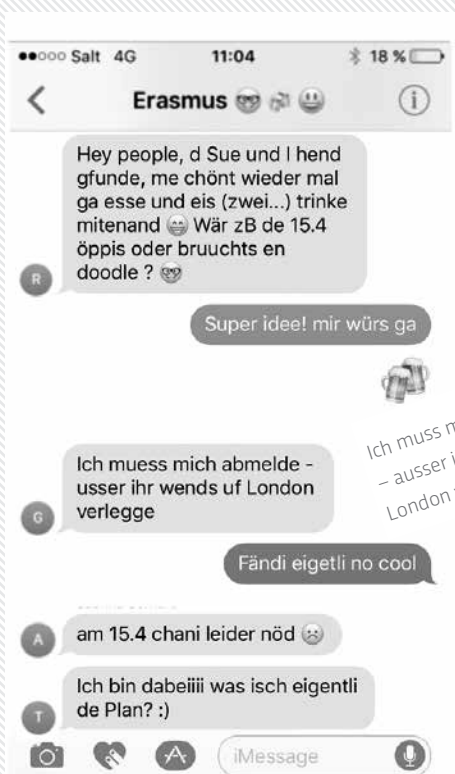 Salt 4G 11:04 18 %
Erasmus
Hey people, d Sue und I hend
gfunde, me chönt wieder mal
ga esse und eis (zwei...) trinke
mitenand 😁 Wär zB de 15.4
öppis oder bruuchts en
doodle ? 🤓
R
Super idee! mir würs ga
🍻
Ich muss
– ausser
London
Ich muess mich abmelde -
usser ihr wends uf London
verlegge
G
Fändi eigetli no cool
A
am 15.4 chani leider nöd ☹️
Ich bin dabeiiii was isch eigentli
de Plan? :)
T
iMessage